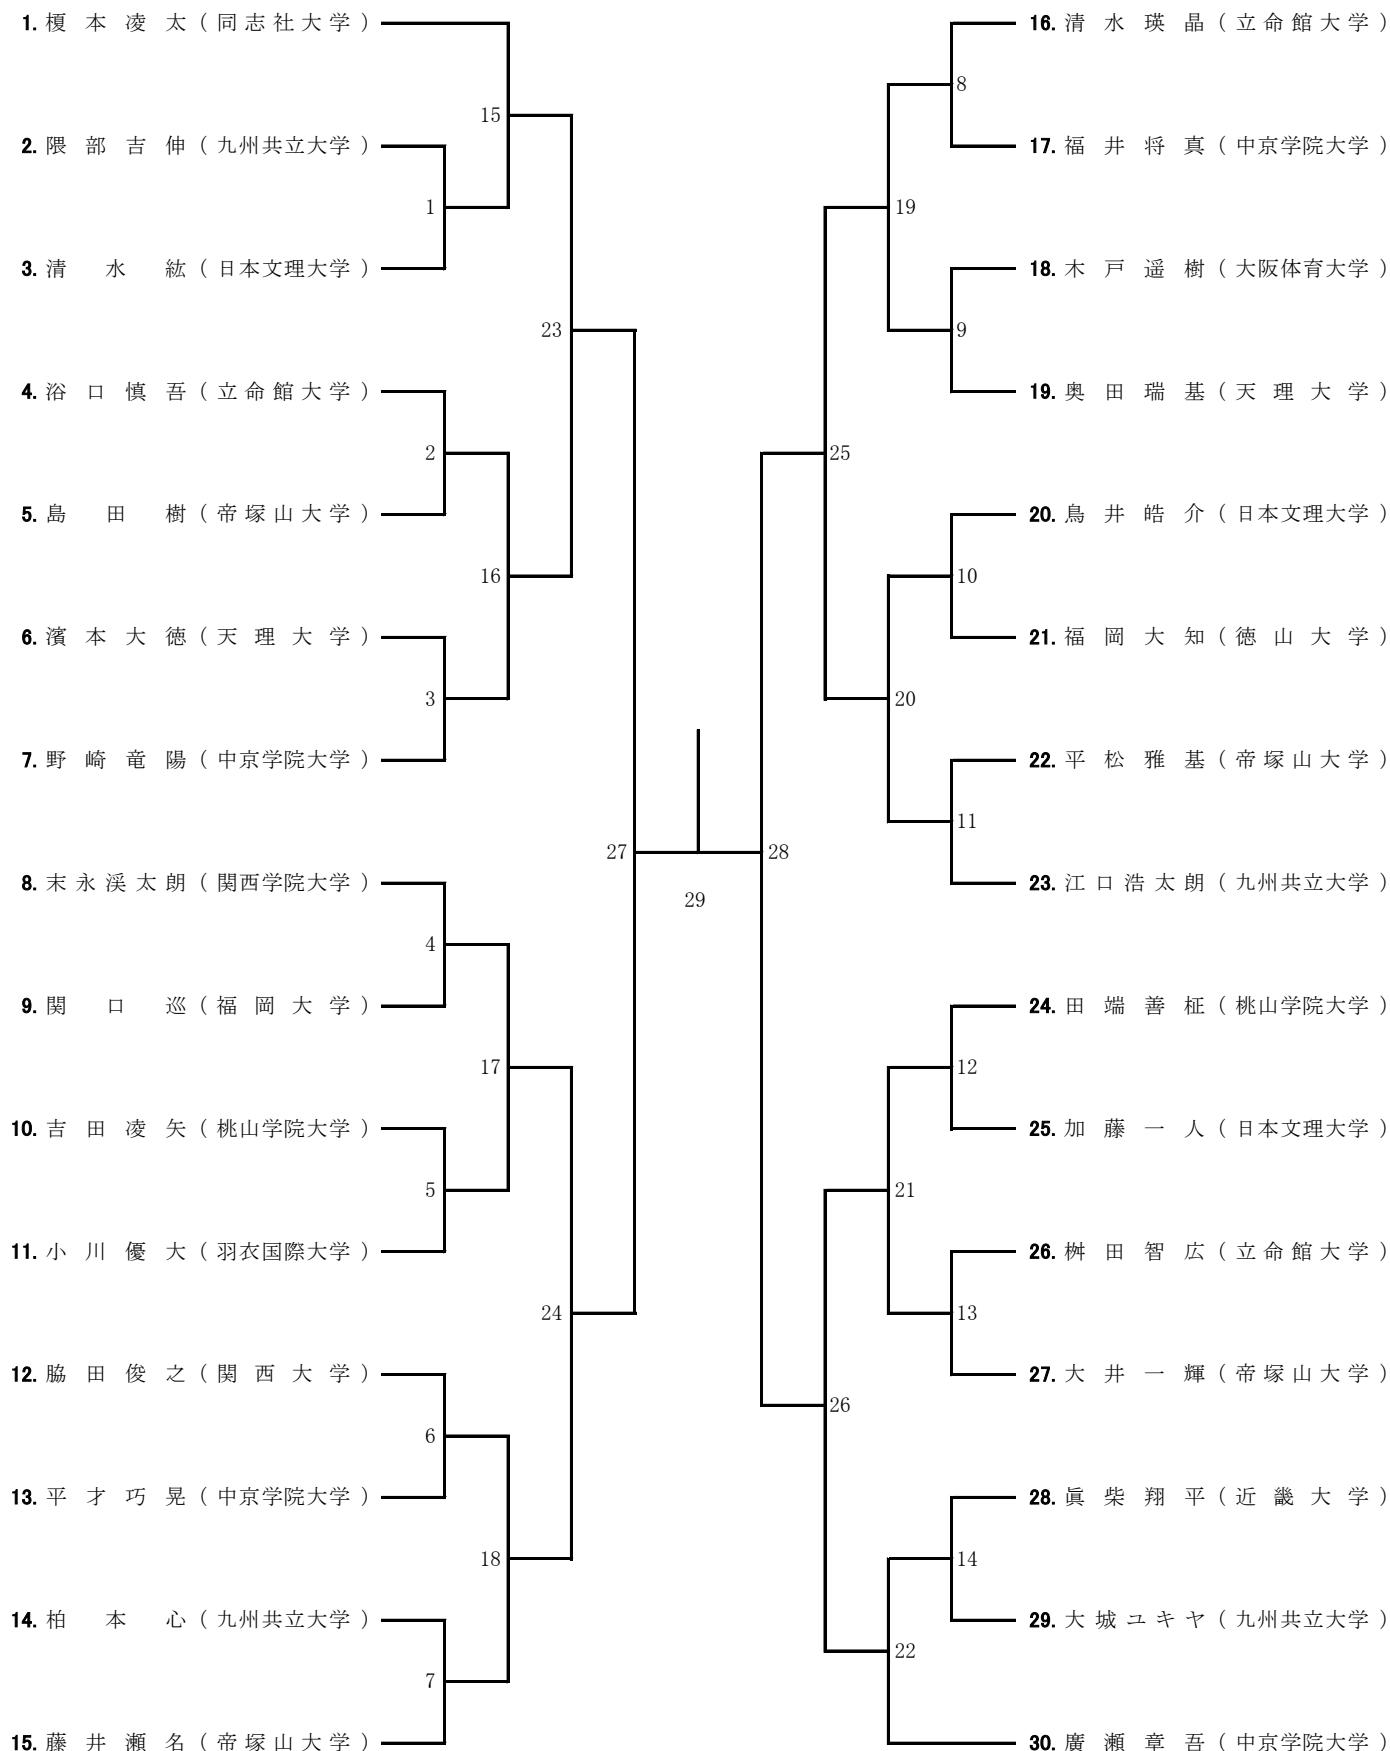 1. 榎本凌太（同志社大学）
15
2. 隈部吉伸（九州共立大学）
1
3. 清水紘（日本文理大学）
23
4. 谷口慎吾（立命館大学）
2
5. 島田樹（帝塚山大学）
16
6. 濱本大徳（天理大学）
3
7. 野崎竜陽（中京学院大学）
27
8. 末永渓太朗（関西学院大学）
4
9. 関口巡（福岡大学）
17
10. 吉田凌矢（桃山学院大学）
5
11. 小川優大（羽衣国際大学）
24
12. 脇田俊之（関西大学）
6
13. 平才巧晃（中京学院大学）
18
14. 柏本心（九州共立大学）
7
15. 藤井瀬名（帝塚山大学）
29
16. 清水瑛晶（立命館大学）
8
17. 福井将真（中京学院大学）
19
18. 木戸遥樹（大阪体育大学）
9
19. 奥田瑞基（天理大学）
25
20. 鳥井皓介（日本文理大学）
10
21. 福岡大知（徳山大学）
20
22. 平松雅基（帝塚山大学）
11
28
23. 江口浩太朗（九州共立大学）
24. 田端善柾（桃山学院大学）
12
25. 加藤一人（日本文理大学）
21
26. 桝田智広（立命館大学）
13
27. 大井一輝（帝塚山大学）
26
28. 眞柴翔平（近畿大学）
14
29. 大城ユキヤ（九州共立大学）
22
30. 廣瀬章吾（中京学院大学）